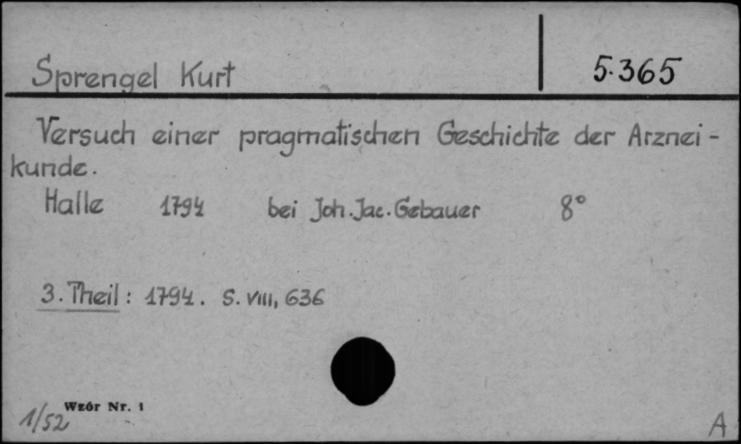 Sprengel Kurt 5.365
Versuch einer pragmatischen Geschichte der Arznei-
kunde.
Halle 1794 bei Joh. Jac. Gebauer 8°
3. Theil: 1794. S. VIII, 636
Wzór Nr. 1
1/52 A